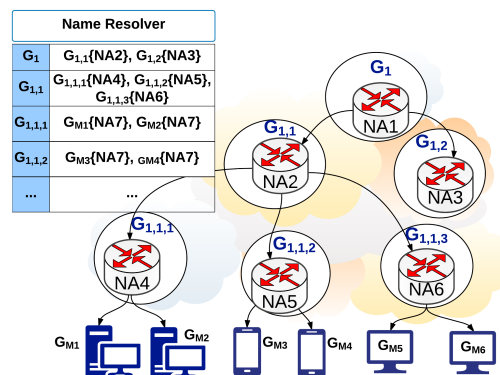 Name Resolver
G1 G1,1{NA2}, G1,2{NA3}
G1,1 G1,1,1{NA4}, G1,1,2{NA5},
G1,1,3{NA6}
G1,1,1 GM1{NA7}, GM2{NA7}
G1,1,2 GM3{NA7}, GM4{NA7}
... ...
G1
NA1
G1,1
NA2
G1,2
NA3
G1,1,1
NA4
G1,1,2
NA5
G1,1,3
NA6
GM1
GM2
GM3
GM4
GM5
GM6